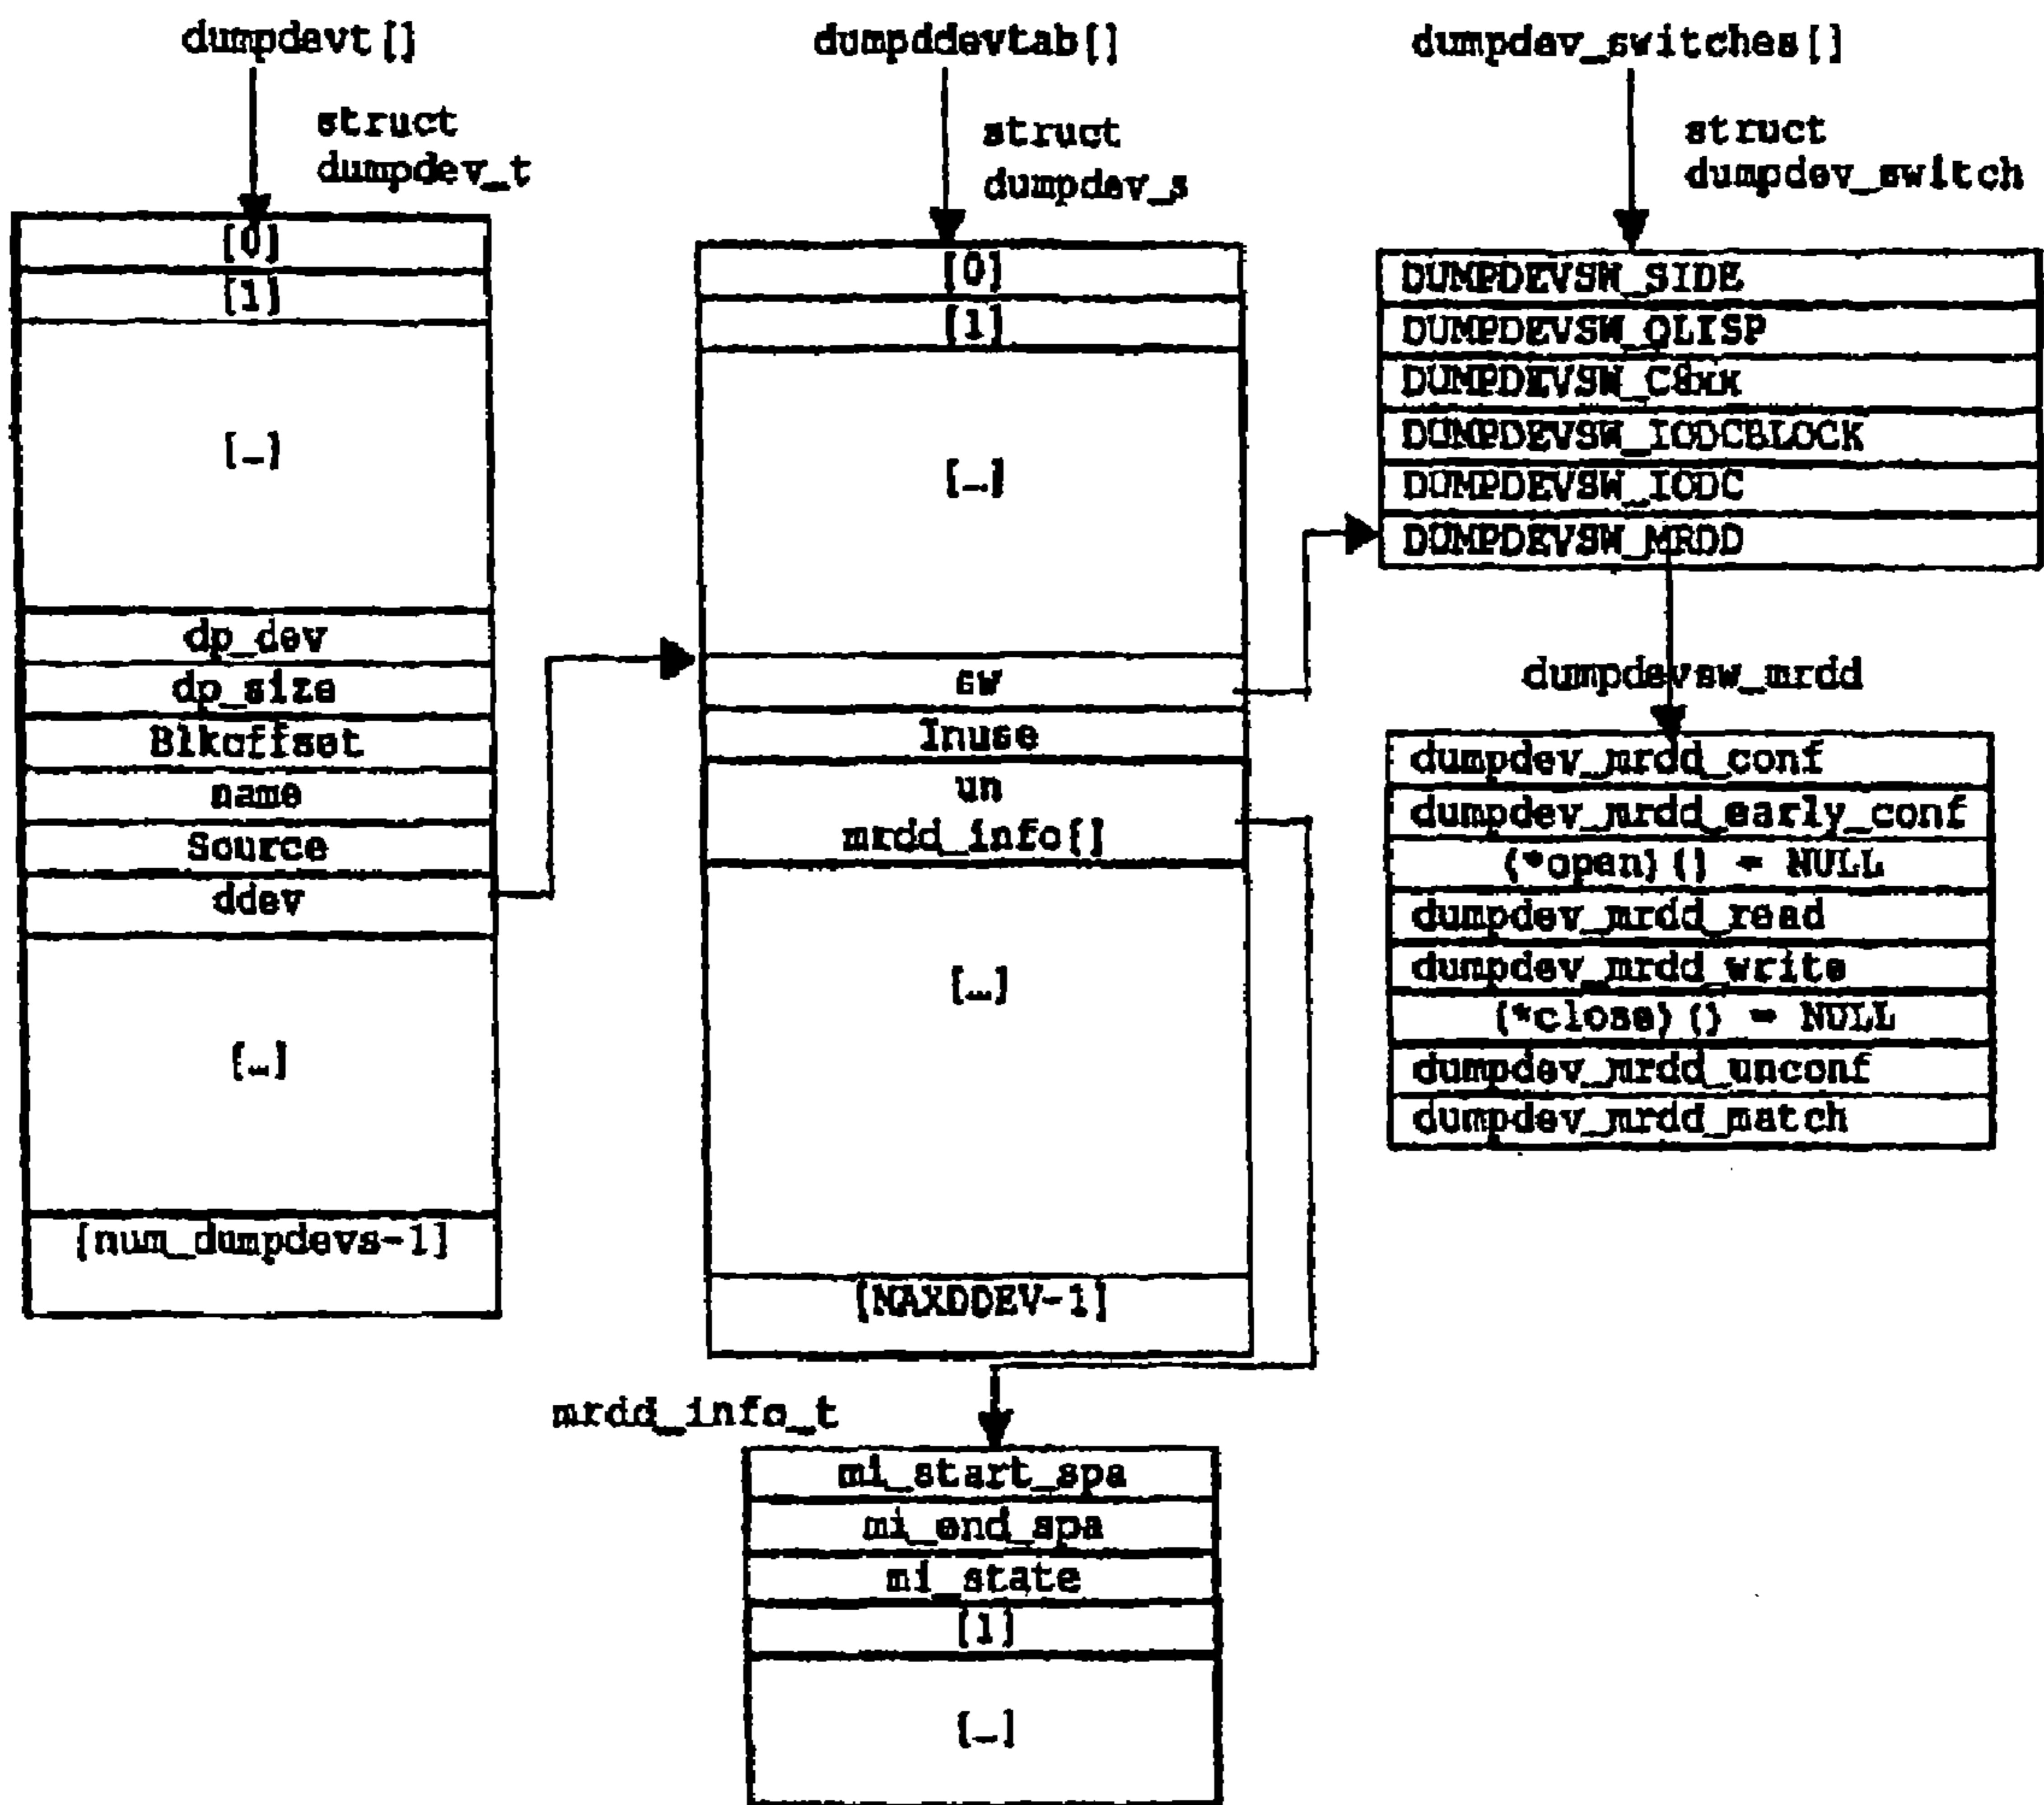 dumpdevt[]
struct
dumpdev_t
[0]
[1]
[_]
dp_dev
dp_size
Blkoffset
name
Source
ddev
[_]
[num_dumpdevs-1]
dumpddevtab[]
struct
dumpdev_s
[0]
[1]
[_]
sw
Inuse
un
mrdd_info[]
[_]
[NAXDDEV-1]
mrdd_info_t
mi_start_spa
mi_end_spa
mi_state
[1]
[_]
dumpdev_switches[]
struct
dumpdev_switch
DUMPDEVSW_SIDE
DUMPDEVSW_QLISP
DUMPDEVSW_C8xx
DUMPDEVSW_IODCBLOCK
DUMPDEVSW_IODC
DUMPDEVSW_MRDD
dumpdevsw_mrdd
dumpdev_mrdd_conf
dumpdev_mrdd_early_conf
(*open)() = NULL
dumpdev_mrdd_read
dumpdev_mrdd_write
(*close)() = NULL
dumpdev_mrdd_unconf
dumpdev_mrdd_match